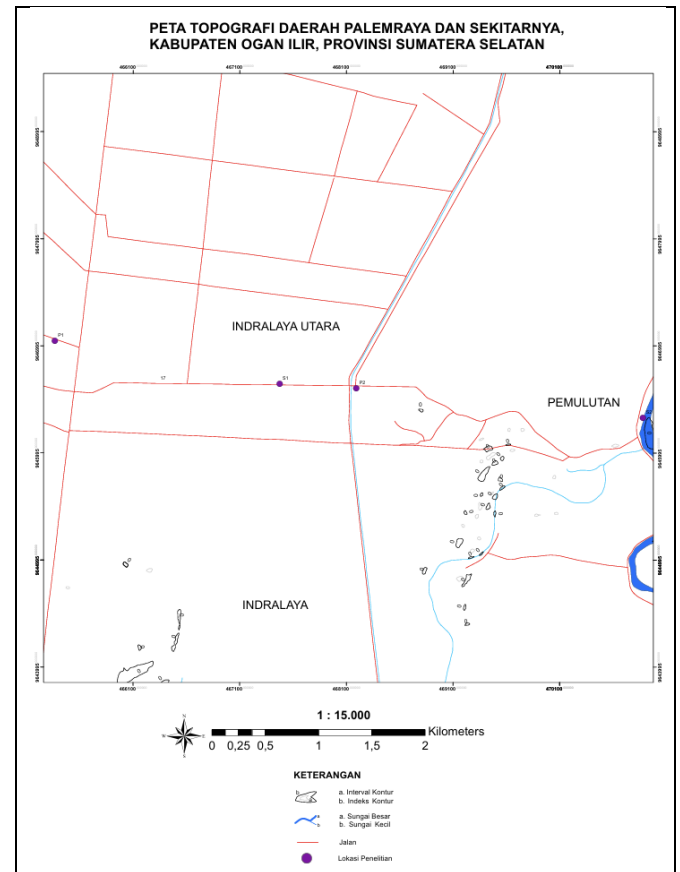 PETA TOPOGRAFI DAERAH PALEMRAYA DAN SEKITARNYA,
KABUPATEN OGAN ILIR, PROVINSI SUMATERA SELATAN
466100 467100 468100 469100 470100
INDRALAYA UTARA
P1
17
S1
P2
PEMULUTAN
INDRALAYA
466100 467100 468100 469100 470100
1 : 15.000
Kilometers
0 0,25 0,5 1 1,5 2
N
W E
S
KETERANGAN
a. Interval Kontur
b. Indeks Kontur
a. Sungai Besar
b. Sungai Kecil
Jalan
Lokasi Penelitian